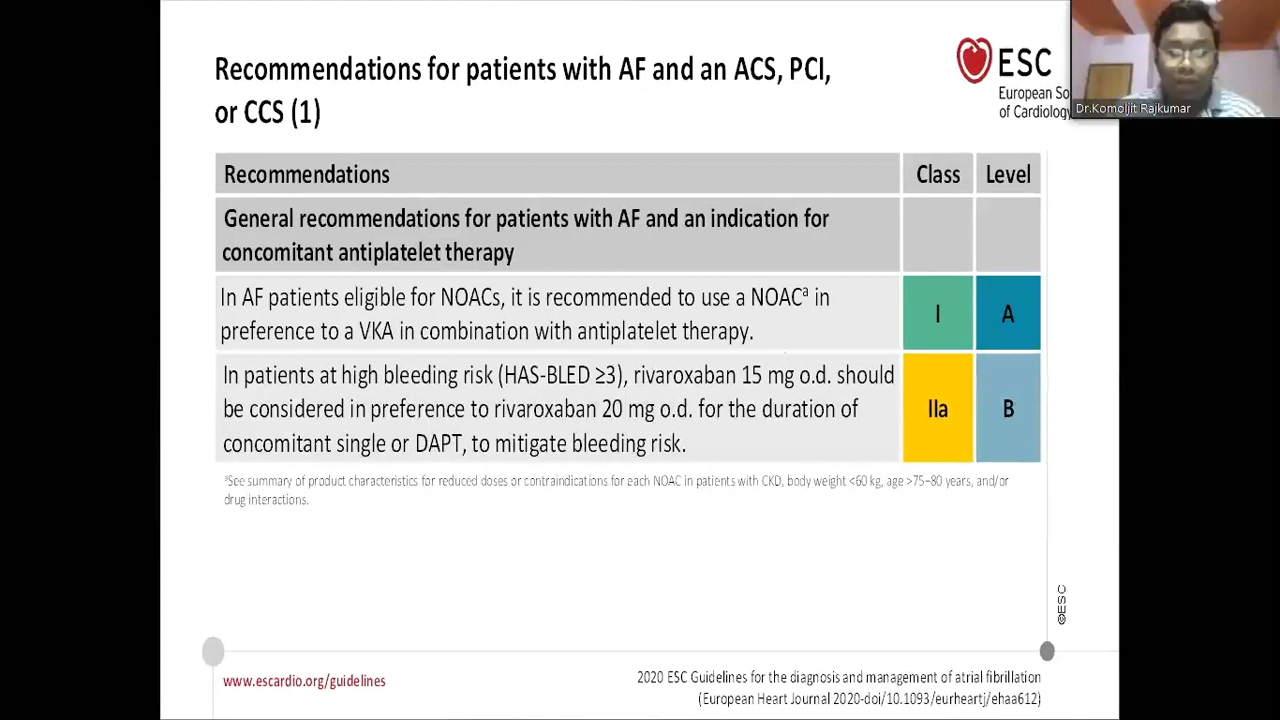 Recommendations for patients with AF and an ACS, PCI,
or CCS (1)
ESC
European So
of Cardiology
Dr.Komoljit Rajkumar
Recommendations Class Level
General recommendations for patients with AF and an indication for
concomitant antiplatelet therapy
In AF patients eligible for NOACs, it is recommended to use a NOACᵃ in
preference to a VKA in combination with antiplatelet therapy.
I A
In patients at high bleeding risk (HAS-BLED ≥3), rivaroxaban 15 mg o.d. should
be considered in preference to rivaroxaban 20 mg o.d. for the duration of
concomitant single or DAPT, to mitigate bleeding risk.
IIa B
ᵃSee summary of product characteristics for reduced doses or contraindications for each NOAC in patients with CKD, body weight <60 kg, age >75–80 years, and/or
drug interactions.
©ESC
www.escardio.org/guidelines
2020 ESC Guidelines for the diagnosis and management of atrial fibrillation
(European Heart Journal 2020-doi/10.1093/eurheartj/ehaa612)